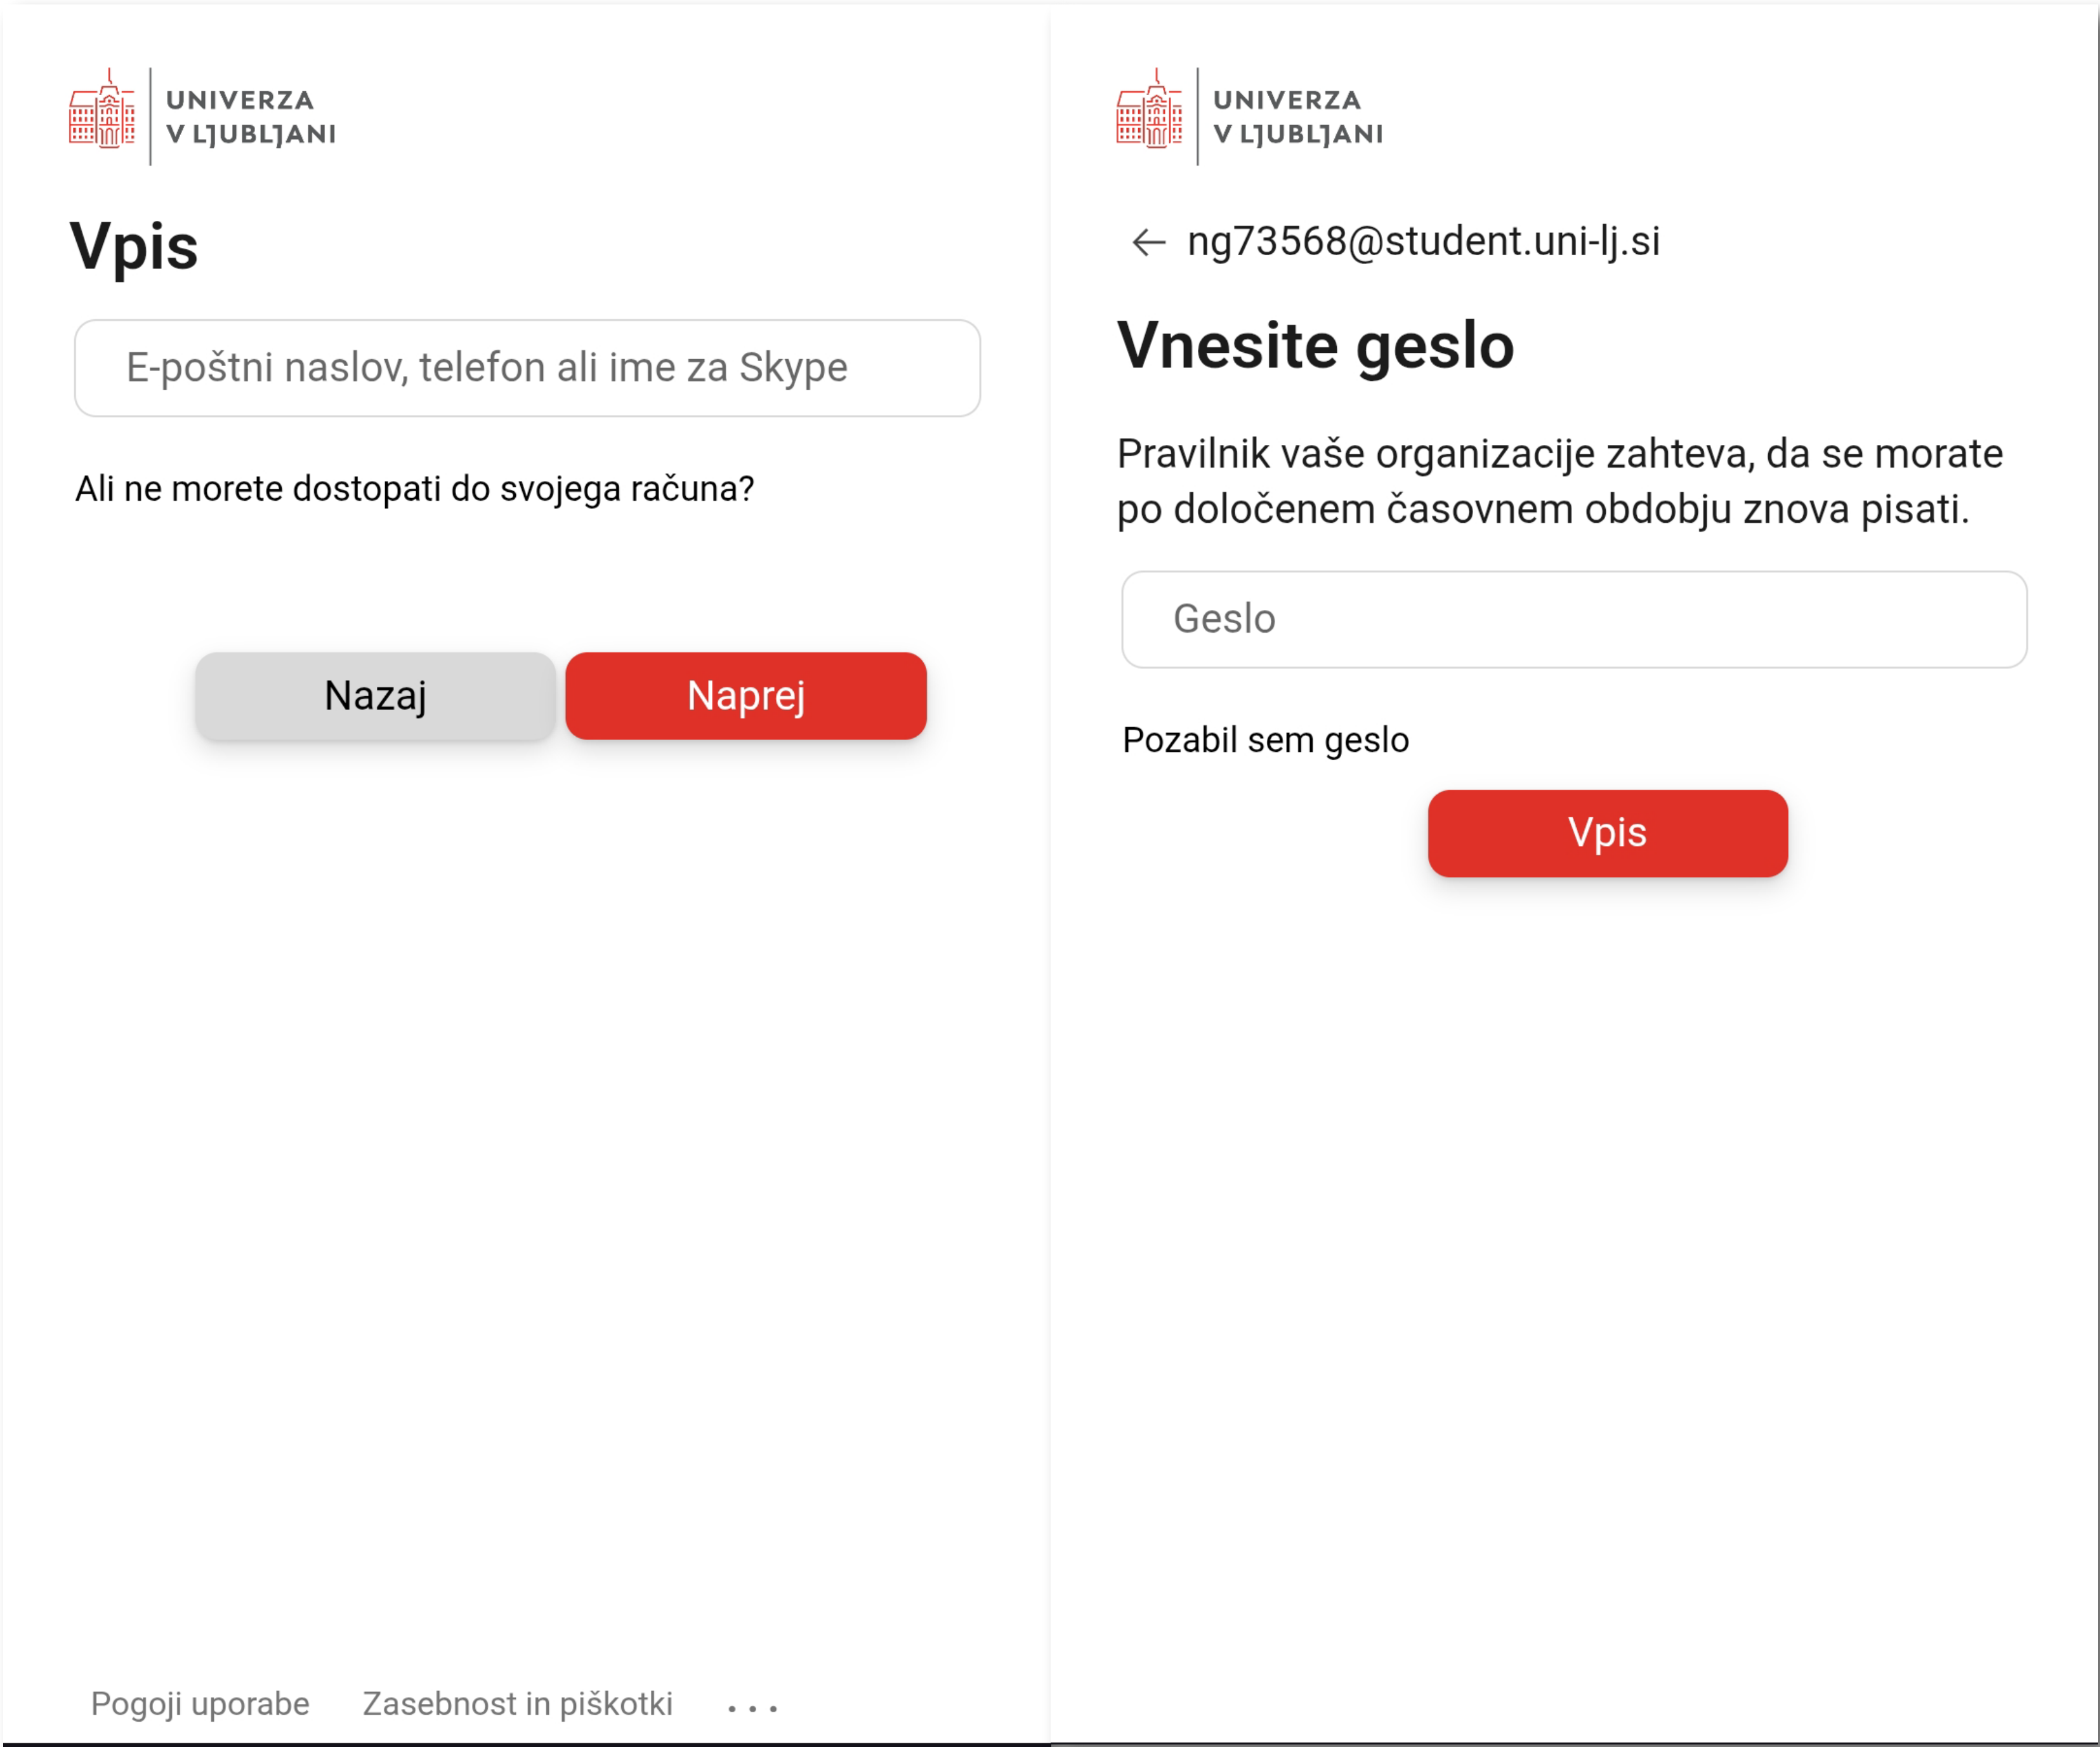 UNIVERZA
V LJUBLJANI
Vpis
E-poštni naslov, telefon ali ime za Skype
Ali ne morete dostopati do svojega računa?
Nazaj
Naprej
Pogoji uporabe
Zasebnost in piškotki
...
UNIVERZA
V LJUBLJANI
ng73568@student.uni-lj.si
Vnesite geslo
Pravilnik vaše organizacije zahteva, da se morate
po določenem časovnem obdobju znova pisati.
Geslo
Pozabil sem geslo
Vpis